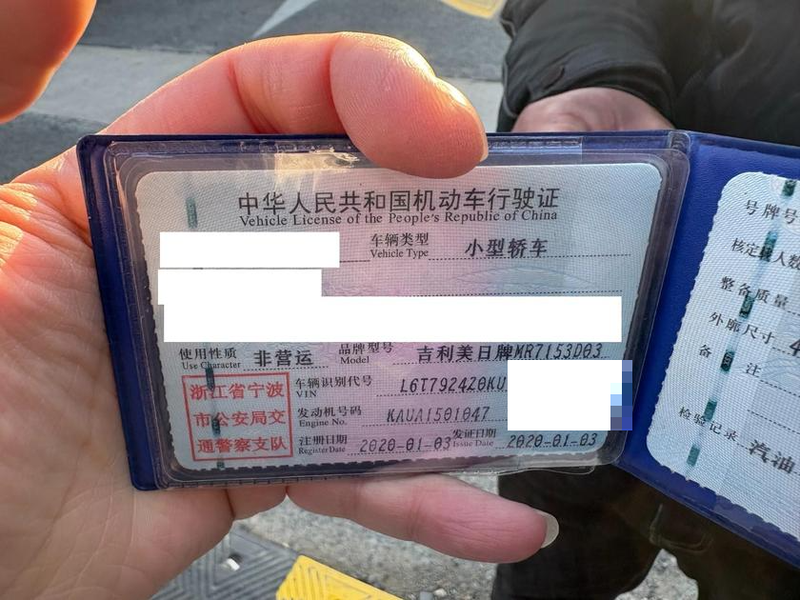 中华人民共和国机动车行驶证
Vehicle License of the People's Republic of China
车辆类型 小型轿车
Vehicle Type
使用性质 非营运 品牌型号 吉利美日牌MR7153D03
Use Character Model
浙江省宁波
市公安局交
通警察支队
车辆识别代号 L6T7924Z0KU
VIN
发动机号码 KAUA1501047
Engine No.
注册日期 2020-01-03 发证日期 2020-01-03
Register Date Issue Date
号牌号
核定 人数
整备质量
外廓尺寸 4
备 注
检验记录 汽油